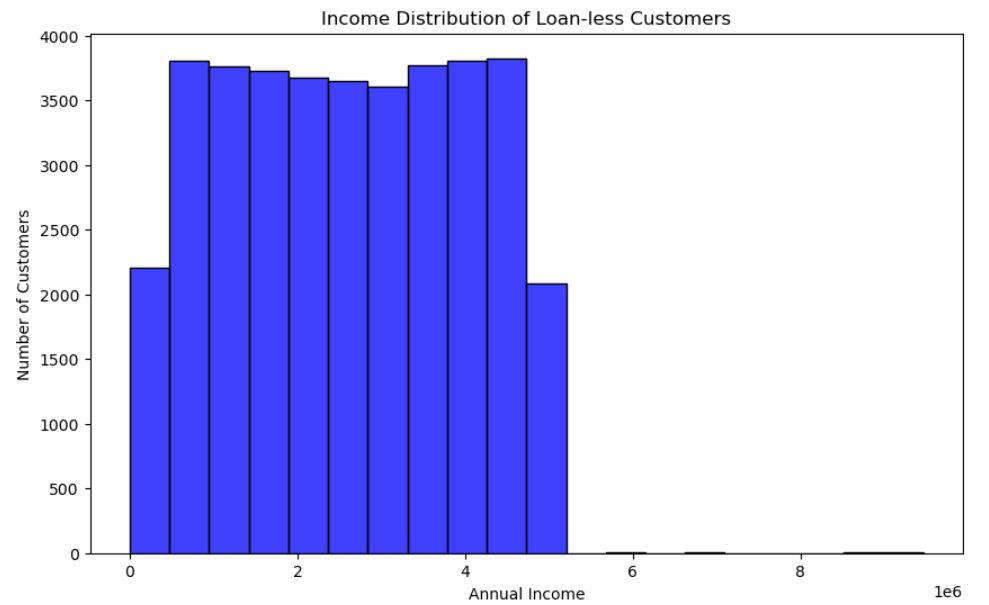 Income Distribution of Loan-less Customers
4000
3500
3000
2500
2000
1500
1000
500
0
Number of Customers
0 2 4 6 8
1e6
Annual Income